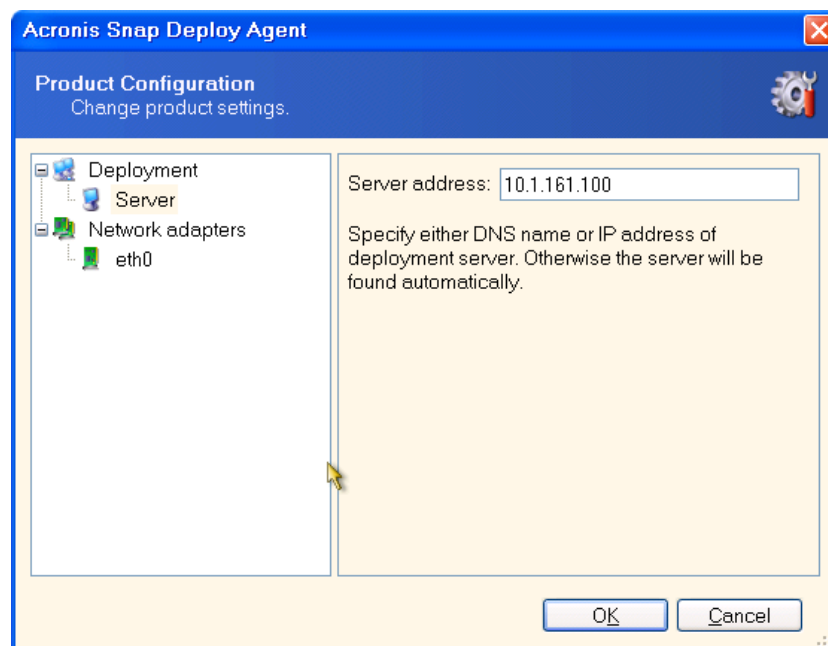 Acronis Snap Deploy Agent
Product Configuration
Change product settings.
Deployment
Server
Network adapters
eth0
Server address: 10.1.161.100
Specify either DNS name or IP address of
deployment server. Otherwise the server will be
found automatically.
OK
Cancel